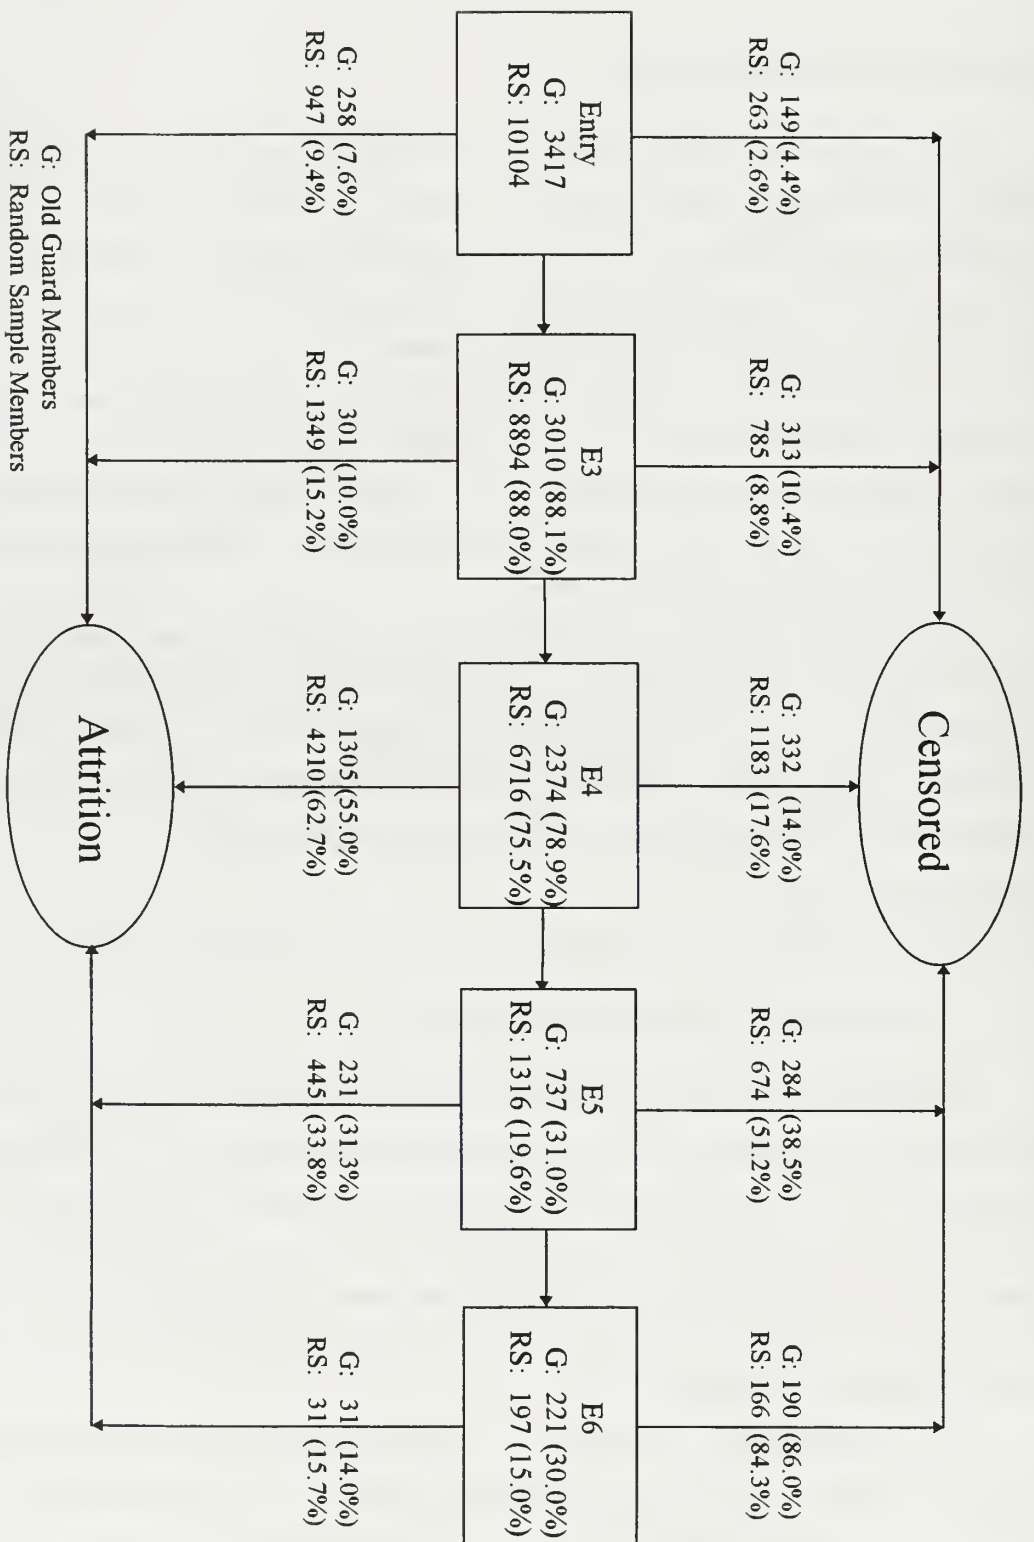 Censored
G: 149 (4.4%)
RS: 263 (2.6%)
G: 313 (10.4%)
RS: 785 (8.8%)
G: 332 (14.0%)
RS: 1183 (17.6%)
G: 284 (38.5%)
RS: 674 (51.2%)
G: 190 (86.0%)
RS: 166 (84.3%)
Entry
G: 3417
RS: 10104
E3
G: 3010 (88.1%)
RS: 8894 (88.0%)
E4
G: 2374 (78.9%)
RS: 6716 (75.5%)
E5
G: 737 (31.0%)
RS: 1316 (19.6%)
E6
G: 221 (30.0%)
RS: 197 (15.0%)
G: 258 (7.6%)
RS: 947 (9.4%)
G: 301 (10.0%)
RS: 1349 (15.2%)
G: 1305 (55.0%)
RS: 4210 (62.7%)
G: 231 (31.3%)
RS: 445 (33.8%)
G: 31 (14.0%)
RS: 31 (15.7%)
Attrition
G: Old Guard Members
RS: Random Sample Members